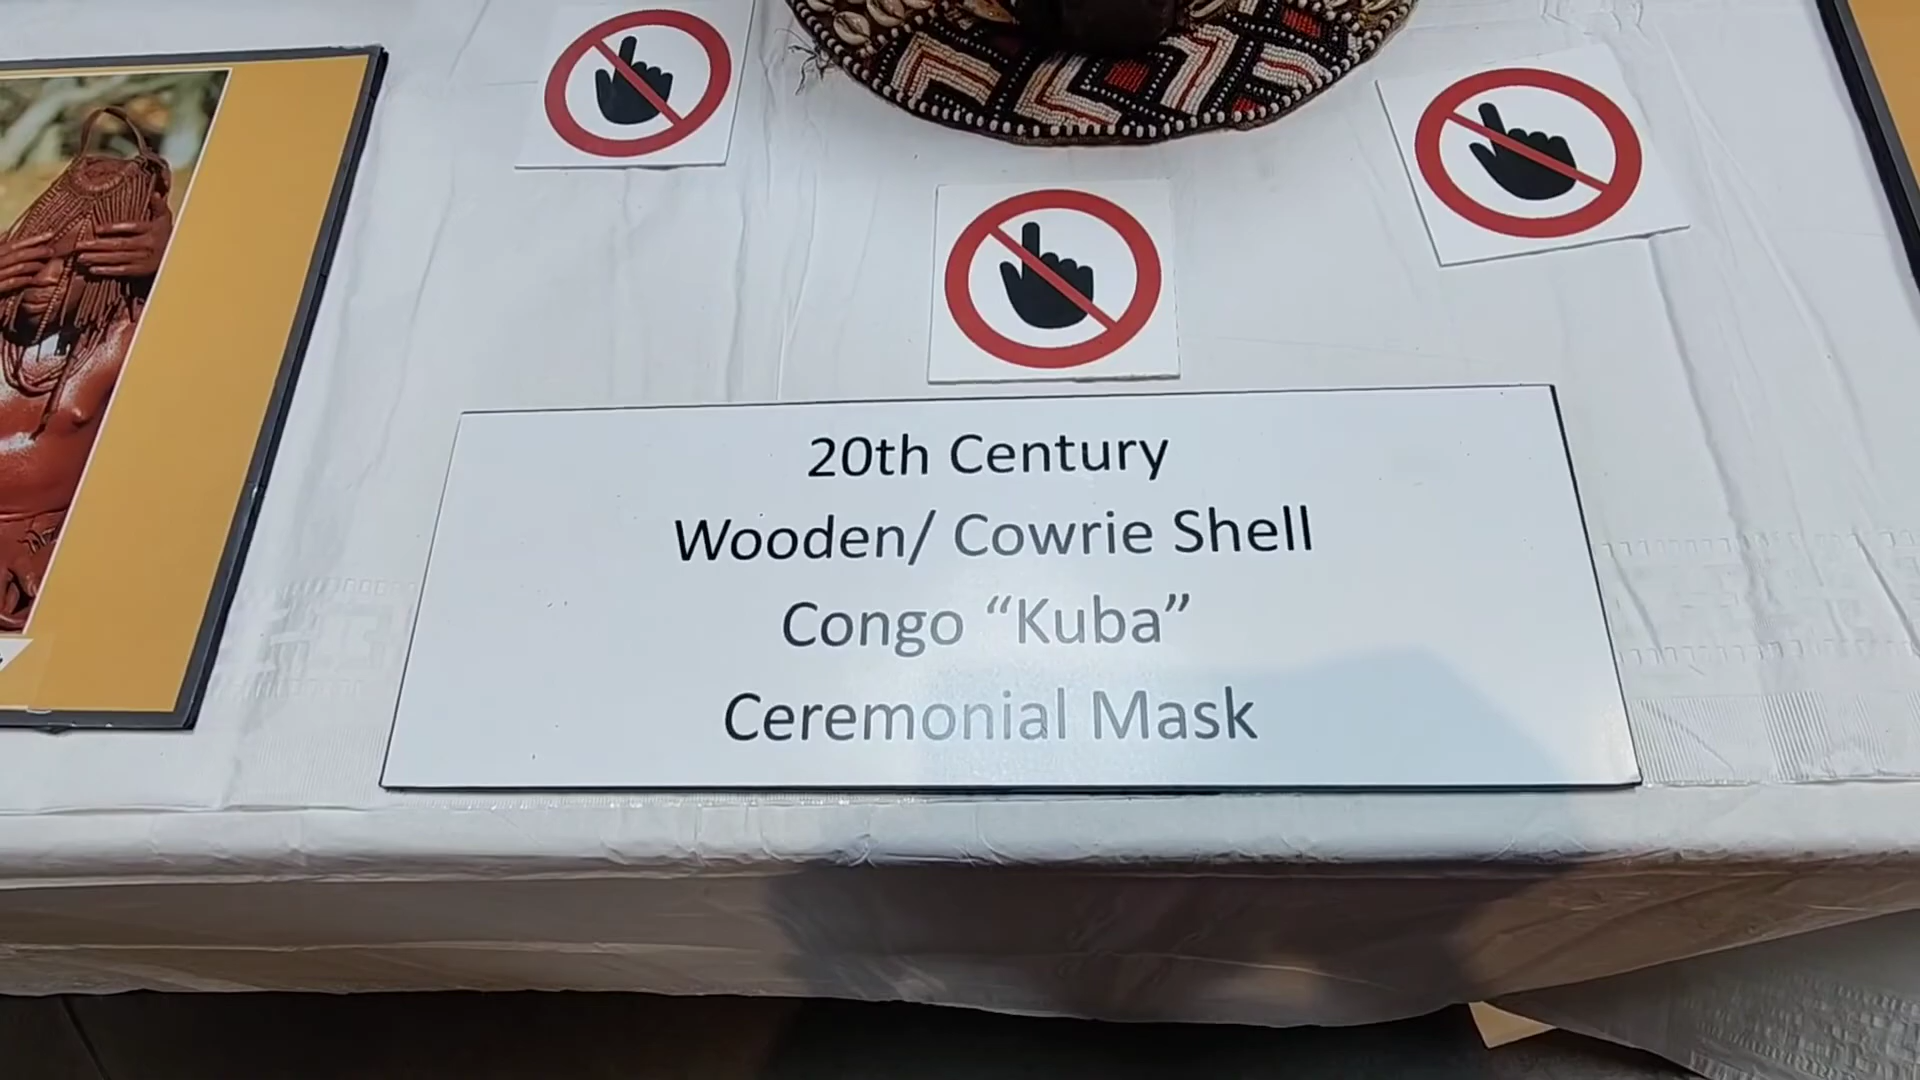 20th Century
Wooden/ Cowrie Shell
Congo “Kuba”
Ceremonial Mask